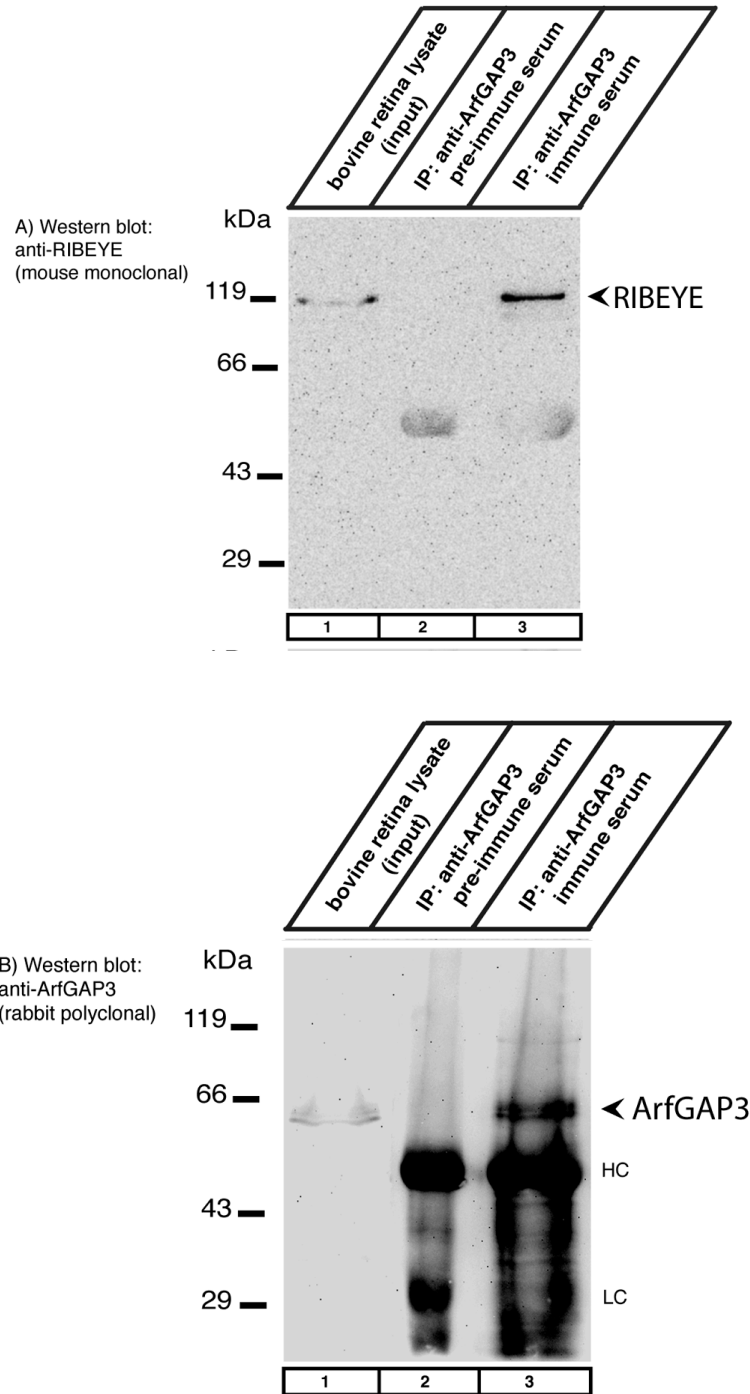 bovine retina lysate
(input)
IP: anti-ArfGAP3
pre-immune serum
IP: anti-ArfGAP3
immune serum
A) Western blot:
anti-RIBEYE
(mouse monoclonal)
kDa
119
66
43
29
RIBEYE
1 2 3
bovine retina lysate
(input)
IP: anti-ArfGAP3
pre-immune serum
IP: anti-ArfGAP3
immune serum
B) Western blot:
anti-ArfGAP3
(rabbit polyclonal)
kDa
119
66
43
29
ArfGAP3
HC
LC
1 2 3